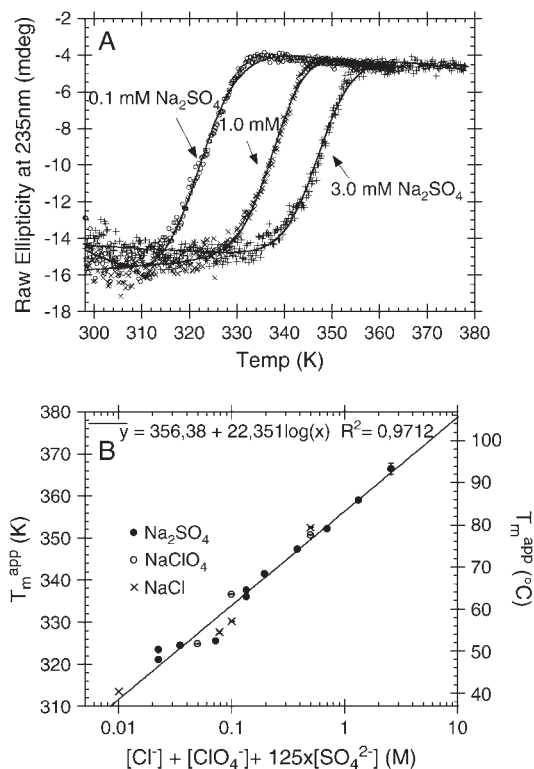 A
Raw Ellipticity at 235nm (mdeg)
-2
-4
-6
-8
-10
-12
-14
-16
-18
0.1 mM Na₂SO₄
1.0 mM
3.0 mM Na₂SO₄
300 310 320 330 340 350 360 370 380
Temp (K)
B
y = 356,38 + 22,351log(x) R²= 0,9712
Tₘᵃᵖᵖ (K)
380
370
360
350
340
330
320
310
Na₂SO₄
NaClO₄
NaCl
100
90
80
70
60
50
40
Tₘᵃᵖᵖ (°C)
0.01 0.1 1 10
[Cl⁻] + [ClO₄⁻]+ 125x[SO₄²⁻] (M)